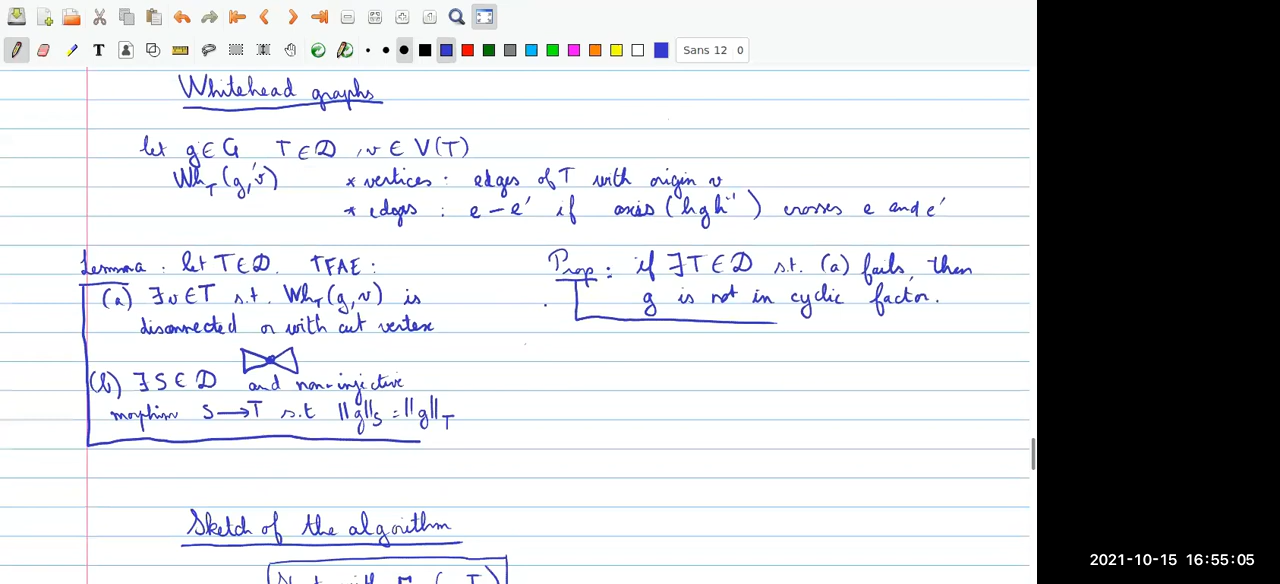 Sans 12 0
Whitehead graphs
let g ∈ G T ∈ D, v ∈ V(T)
Wh_T(g,v) * vertices : edges of T with origin v
* edges : e − e' if axis (hgh⁻¹) crosses e and e'
Lemma : let T ∈ D. TFAE :
(a) ∃v ∈ T s.t. Wh_T(g,v) is
disconnected or with cut vertex
(b) ∃ S ∈ D and non-injective
morphism S → T s.t ||g||_S = ||g||_T
Prop : if ∃T ∈ D s.t. (a) fails, then
g is not in cyclic factor.
Sketch of the algorithm
2021-10-15 16:55:05